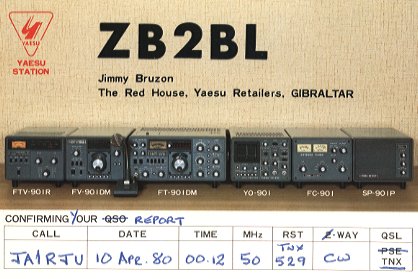 YAESU
YAESU
STATION
ZB2BL
Jimmy Bruzon
The Red House, Yaesu Retailers, GIBRALTAR
FTV-901R FV-901DM FT-901DM YO-901 FC-901 SP-901P
CONFIRMING YOUR QSO REPORT
CALL DATE TIME MHz RST 2-WAY QSL
JA1RJU 10 APR. 80 00.12 50 TNX 529 CW PSE TNX